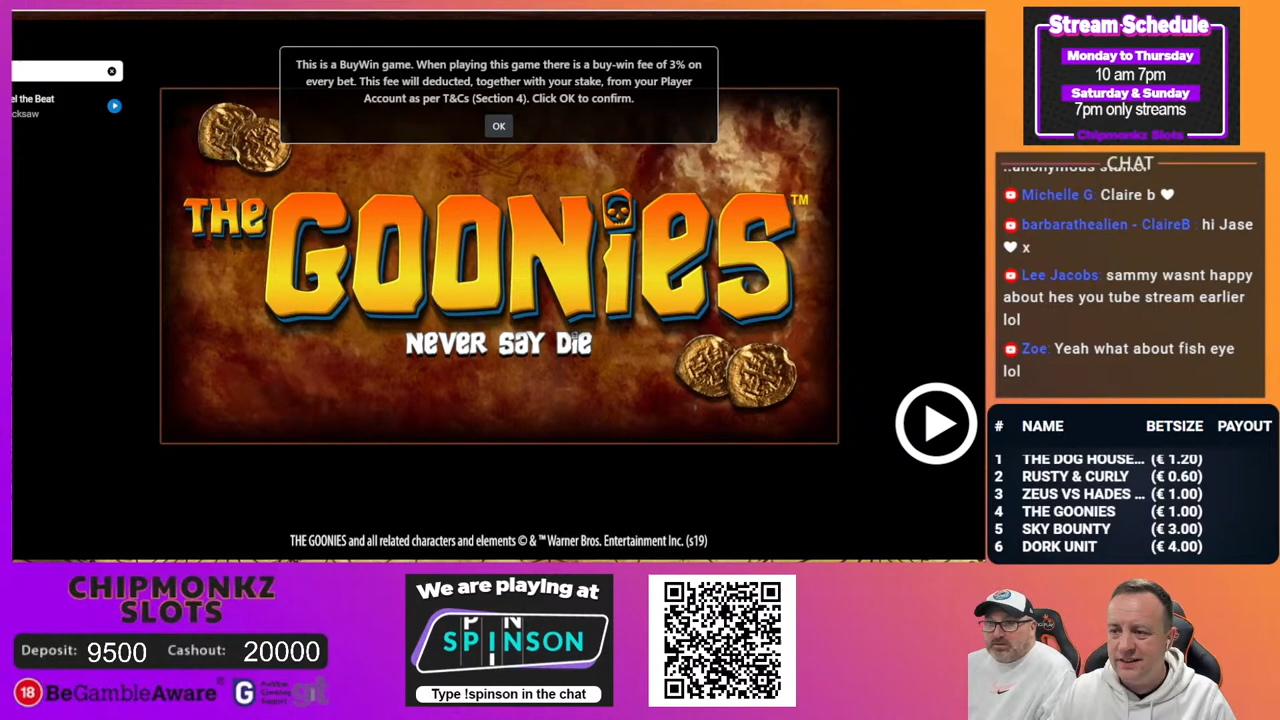 This is a BuyWin game. When playing this game there is a buy-win fee of 3% on
every bet. This fee will deducted, together with your stake, from your Player
Account as per T&Cs (Section 4). Click OK to confirm.
OK
el the Beat
cksaw
THE GOONIES™
NEVER SAY DIE
THE GOONIES and all related characters and elements © & ™ Warner Bros. Entertainment Inc. (s19)
Stream Schedule
Monday to Thursday
10 am 7pm
Saturday & Sunday
7pm only streams
Chipmonkz Slots
CHAT
Michelle G: Claire b
barbarathealien - ClaireB : hi Jase
x
Lee Jacobs: sammy wasnt happy
about hes you tube stream earlier
lol
Zoe: Yeah what about fish eye
lol
# NAME BETSIZE PAYOUT
1 THE DOG HOUSE... (€ 1.20)
2 RUSTY & CURLY (€ 0.60)
3 ZEUS VS HADES ... (€ 1.00)
4 THE GOONIES (€ 1.00)
5 SKY BOUNTY (€ 3.00)
6 DORK UNIT (€ 4.00)
CHIPMONKZ
SLOTS
Deposit: 9500 Cashout: 20000
18 BeGambleAware
We are playing at
SPINSON
Type !spinson in the chat